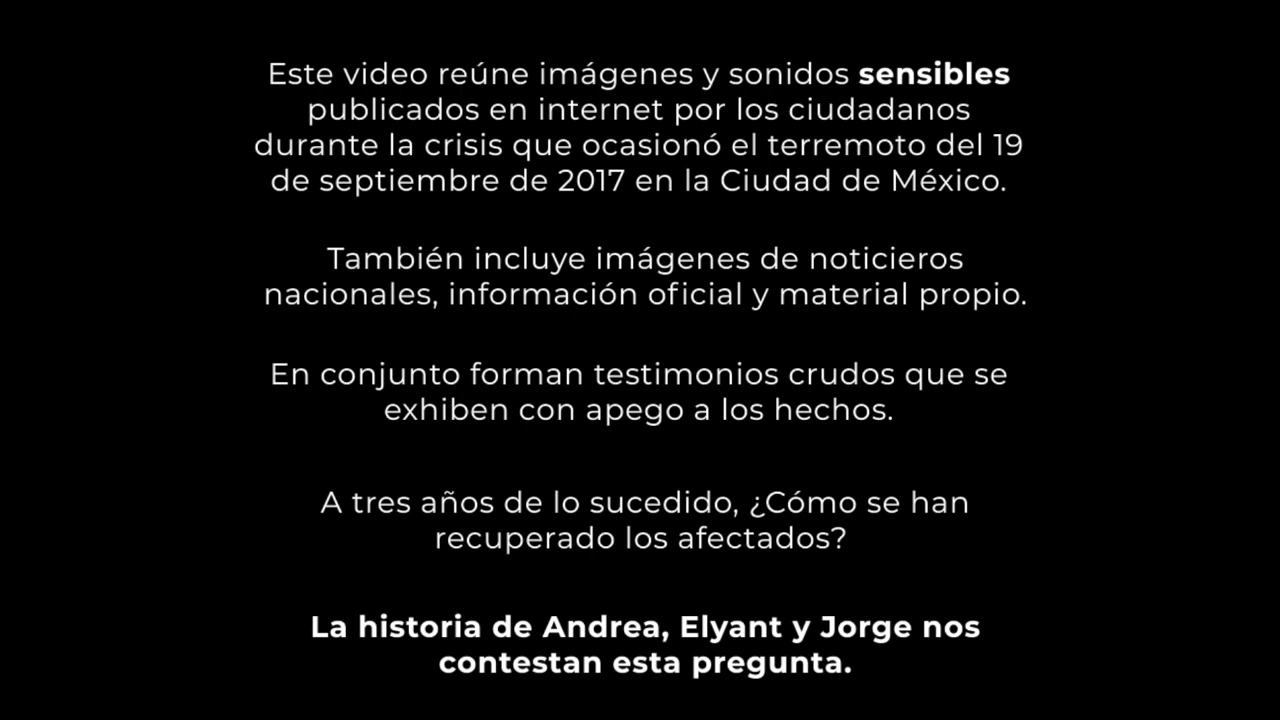 Este video reúne imágenes y sonidos sensibles
publicados en internet por los ciudadanos
durante la crisis que ocasionó el terremoto del 19
de septiembre de 2017 en la Ciudad de México.
También incluye imágenes de noticieros
nacionales, información oficial y material propio.
En conjunto forman testimonios crudos que se
exhiben con apego a los hechos.
A tres años de lo sucedido, ¿Cómo se han
recuperado los afectados?
La historia de Andrea, Elyant y Jorge nos
contestan esta pregunta.